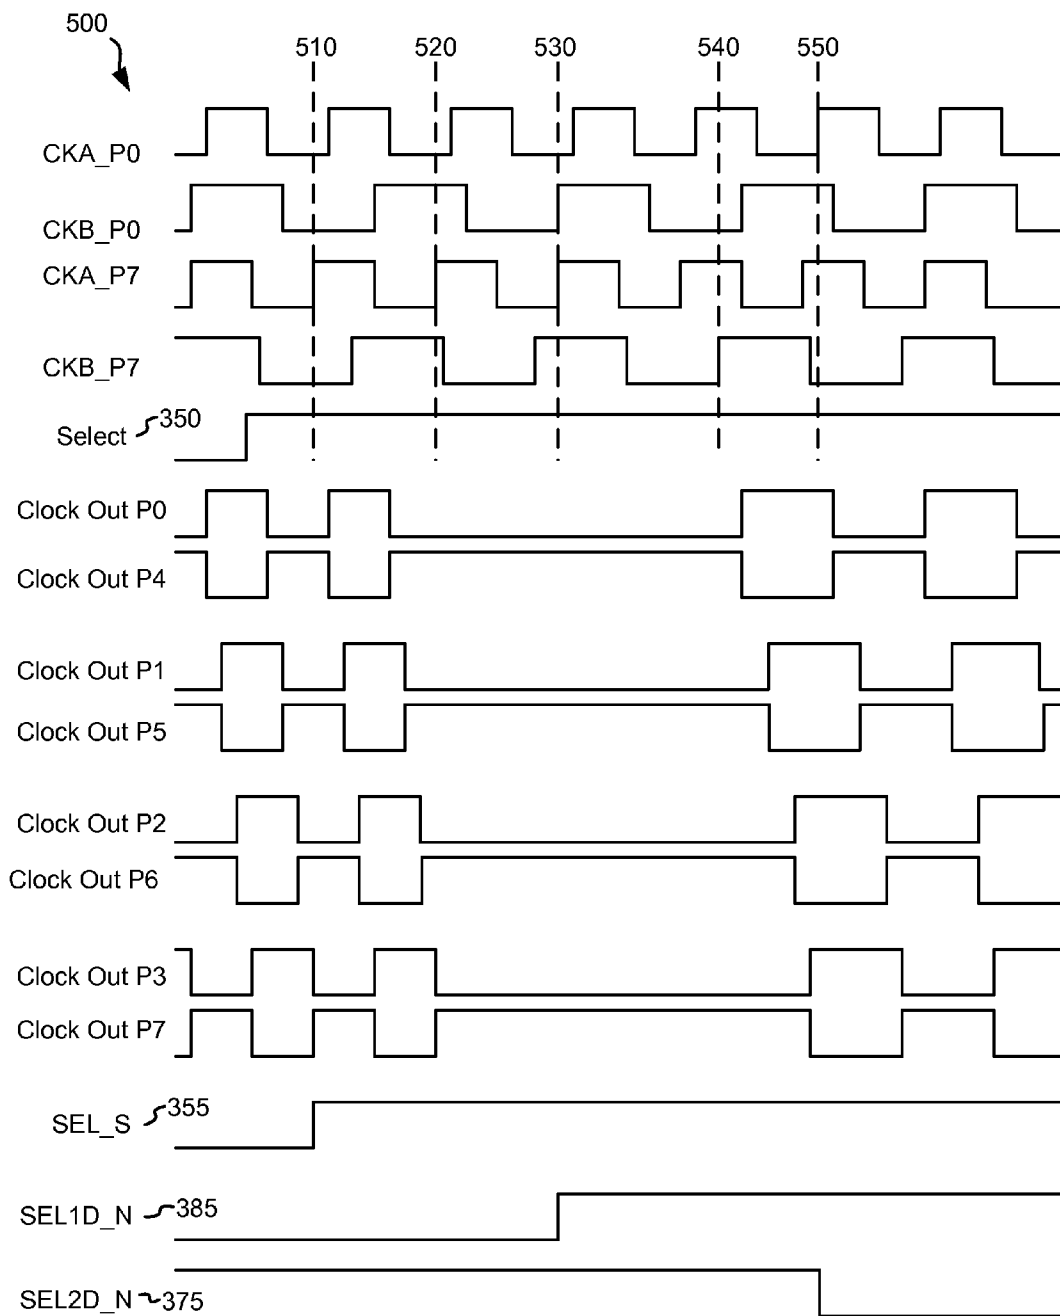 500
510 520 530 540 550
CKA_P0
CKB_P0
CKA_P7
CKB_P7
Select 350
Clock Out P0
Clock Out P4
Clock Out P1
Clock Out P5
Clock Out P2
Clock Out P6
Clock Out P3
Clock Out P7
SEL_S 355
SEL1D_N 385
SEL2D_N 375